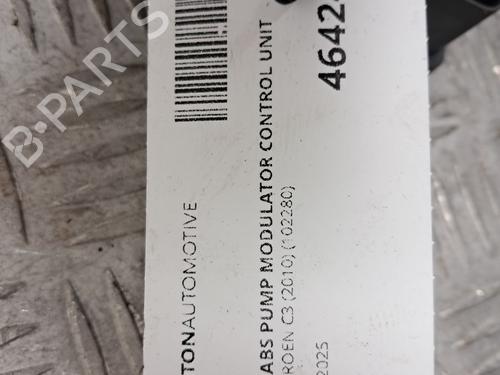 B-PARTS
TONAUTOMOTIVE
ABS PUMP MODULATOR CONTROL UNIT
ROEN C3 (2010) (102280)
2025
4642